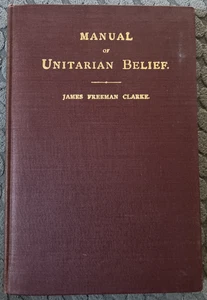 MANUAL
OF
UNITARIAN BELIEF.
JAMES FREEMAN CLARKE.